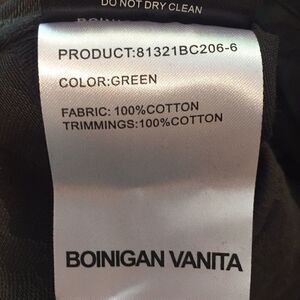 DO NOT DRY CLEAN
PRODUCT:81321BC206-6
COLOR:GREEN
FABRIC: 100%COTTON
TRIMMINGS:100%COTTON
BOINIGAN VANITA